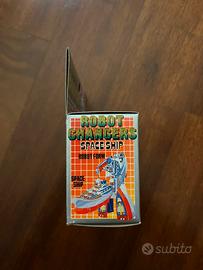 ROBOT
CHANGERS
SPACE SHIP
ROBOT FORM
SPACE
SHIP
subito